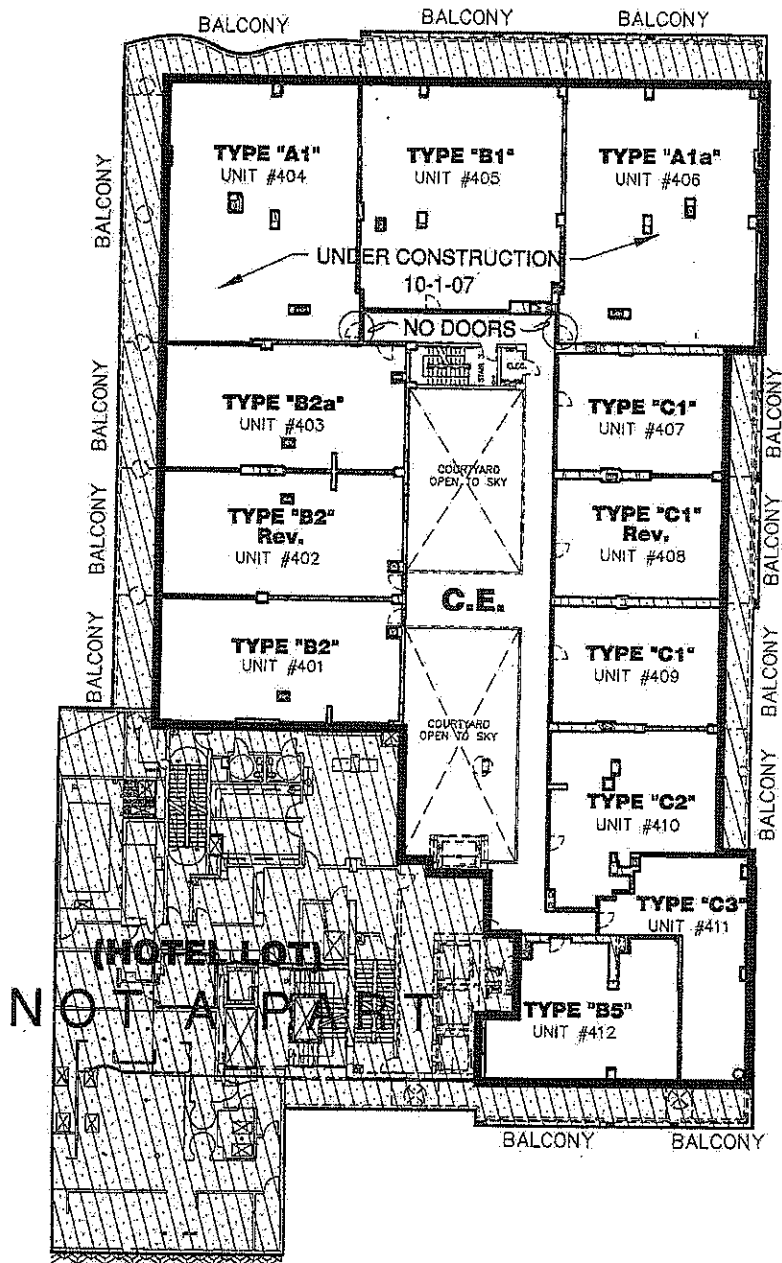 BALCONY
BALCONY
BALCONY
TYPE "A1"
UNIT #404
TYPE "B1"
UNIT #405
TYPE "A1a"
UNIT #406
BALCONY
UNDER CONSTRUCTION
10-1-07
NO DOORS
STAIR 3
ELEC.
TYPE "B2a"
UNIT #403
TYPE "C1"
UNIT #407
BALCONY
BALCONY
COURTYARD
OPEN TO SKY
TYPE "B2"
Rev.
UNIT #402
TYPE "C1"
Rev.
UNIT #408
BALCONY
BALCONY
C.E.
TYPE "B2"
UNIT #401
TYPE "C1"
UNIT #409
BALCONY
BALCONY
COURTYARD
OPEN TO SKY
TYPE "C2"
UNIT #410
TYPE "C3"
UNIT #411
(HOTEL LOT)
NOT A PART
TYPE "B5"
UNIT #412
BALCONY
BALCONY